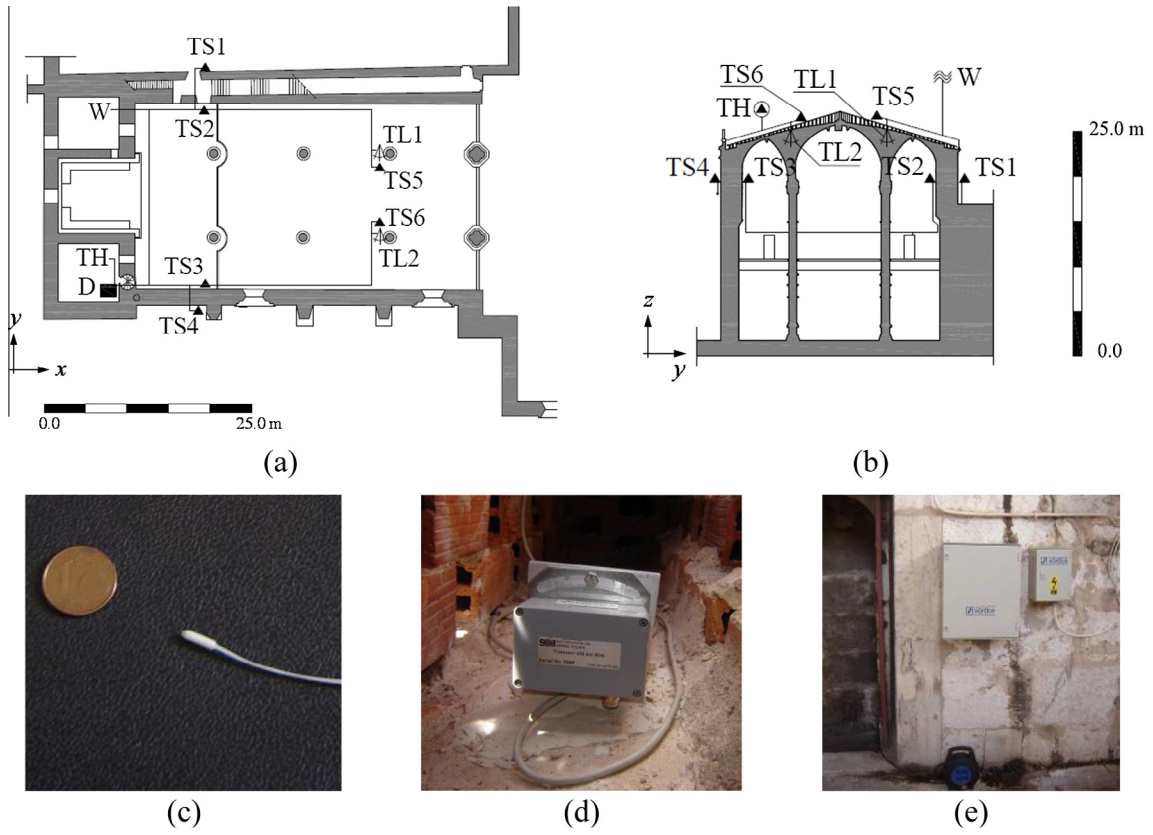 TS1
W
TS2
TL1
TS5
TS6
TL2
TH
D
TS3
TS4
y
x
0.0
25.0 m
(a)
TS6
TL1
TS5
W
TH
TL2
TS4
TS3
TS2
TS1
z
y
25.0 m
0.0
(b)
(c)
(d)
(e)